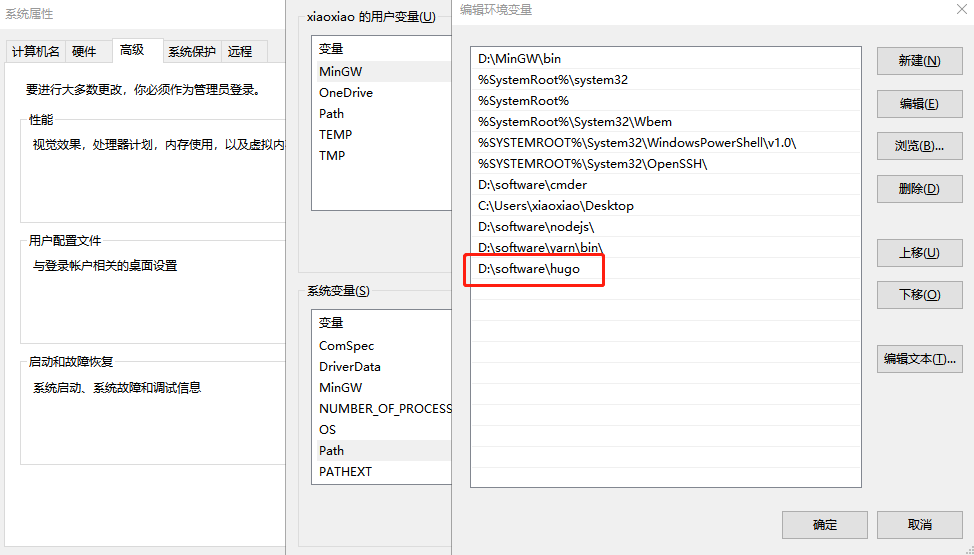 系统属性
计算机名 硬件 高级 系统保护 远程
要进行大多数更改，你必须作为管理员登录。
性能
视觉效果，处理器计划，内存使用，以及虚拟内
用户配置文件
与登录帐户相关的桌面设置
启动和故障恢复
系统启动、系统故障和调试信息
xiaoxiao 的用户变量(U)
变量
MinGW
OneDrive
Path
TEMP
TMP
系统变量(S)
变量
ComSpec
DriverData
MinGW
NUMBER_OF_PROCESS
OS
Path
PATHEXT
编辑环境变量
D:\MinGW\bin
%SystemRoot%\system32
%SystemRoot%
%SystemRoot%\System32\Wbem
%SYSTEMROOT%\System32\WindowsPowerShell\v1.0\
%SYSTEMROOT%\System32\OpenSSH\
D:\software\cmder
C:\Users\xiaoxiao\Desktop
D:\software\nodejs\
D:\software\yarn\bin\
D:\software\hugo
新建(N)
编辑(E)
浏览(B)...
删除(D)
上移(U)
下移(O)
编辑文本(T)...
确定
取消